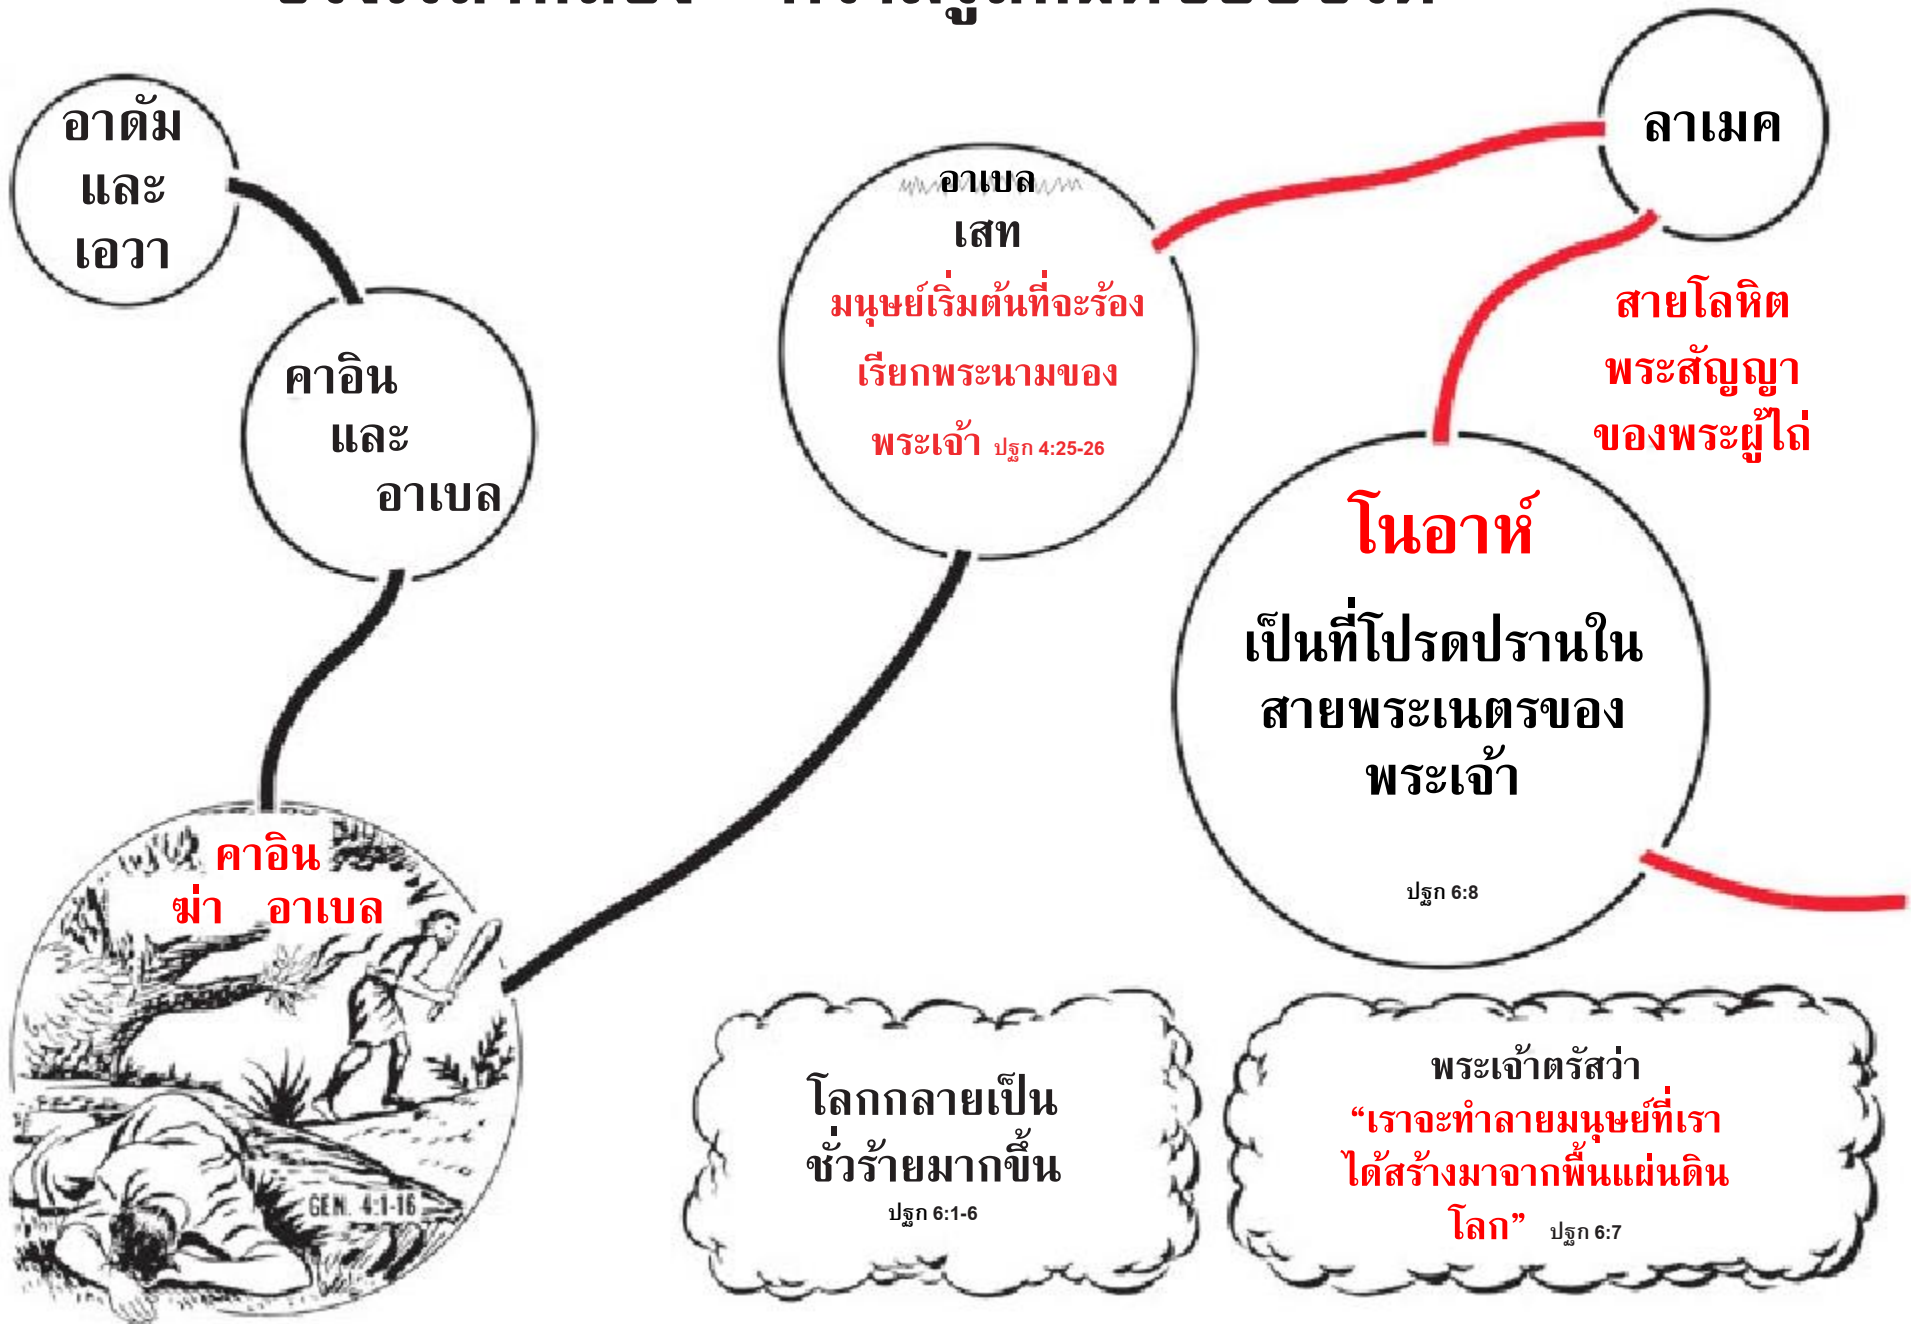 อาดัม
และ
เอวา
คาอิน
และ
อาเบล
คาอิน
ฆ่า อาเบล
GEN. 4:1-16
อาเบล
เสท
มนุษย์เริ่มต้นที่จะร้อง
เรียกพระนามของ
พระเจ้า ปฐก 4:25-26
ลาเมค
สายโลหิต
พระสัญญา
ของพระผู้ไถ่
โนอาห์
เป็นที่โปรดปรานใน
สายพระเนตรของ
พระเจ้า
ปฐก 6:8
โลกกลายเป็น
ชั่วร้ายมากขึ้น
ปฐก 6:1-6
พระเจ้าตรัสว่า
“เราจะทำลายมนุษย์ที่เรา
ได้สร้างมาจากพื้นแผ่นดิน
โลก” ปฐก 6:7